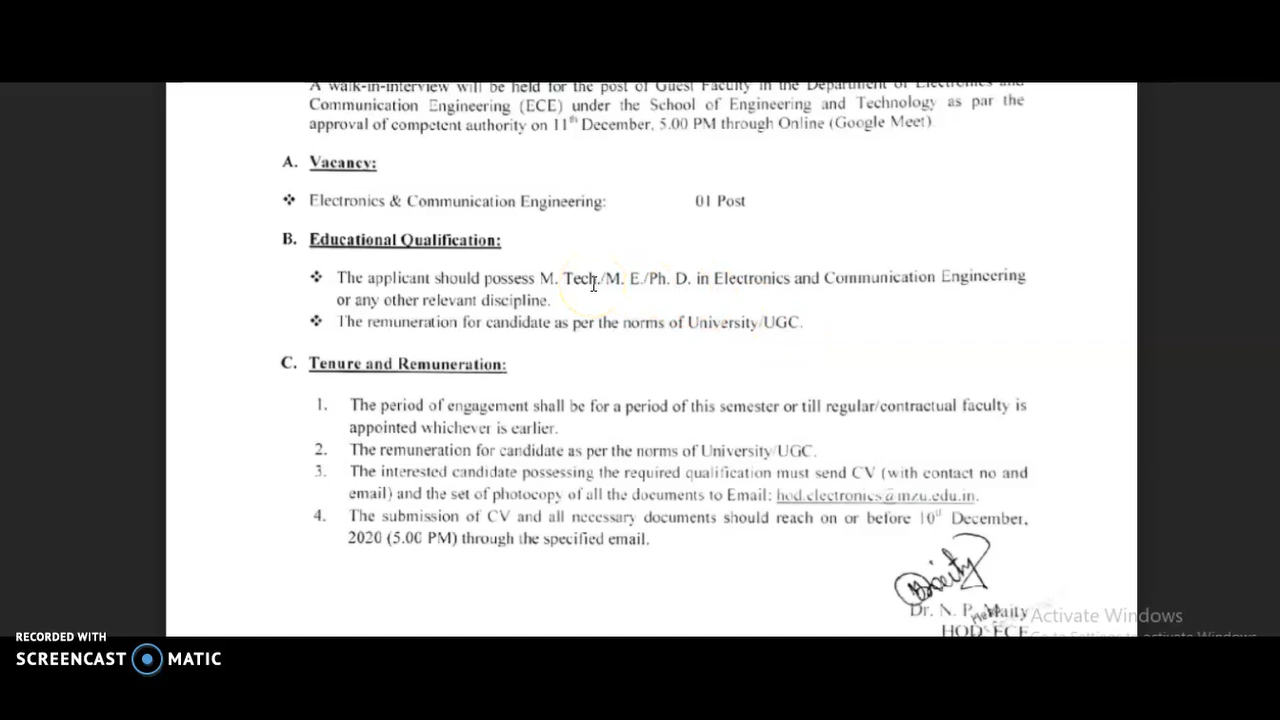 A walk-in-interview will be held for the post of Guest Faculty in the Department of Electronics and
Communication Engineering (ECE) under the School of Engineering and Technology as par the
approval of competent authority on 11th December, 5.00 PM through Online (Google Meet)
A. Vacancy:
❖ Electronics & Communication Engineering: 01 Post
B. Educational Qualification:
❖ The applicant should possess M. Tech./M. E./Ph. D. in Electronics and Communication Engineering
or any other relevant discipline.
❖ The remuneration for candidate as per the norms of University/UGC.
C. Tenure and Remuneration:
1. The period of engagement shall be for a period of this semester or till regular/contractual faculty is
appointed whichever is earlier.
2. The remuneration for candidate as per the norms of University/UGC.
3. The interested candidate possessing the required qualification must send CV (with contact no and
email) and the set of photocopy of all the documents to Email: hod.electronics@mzu.edu.in.
4. The submission of CV and all necessary documents should reach on or before 10th December,
2020 (5.00 PM) through the specified email.
Dr. N. P. Maity
HOD ECE
Activate Windows
Go to Settings to activate Windows.
RECORDED WITH
SCREENCAST MATIC